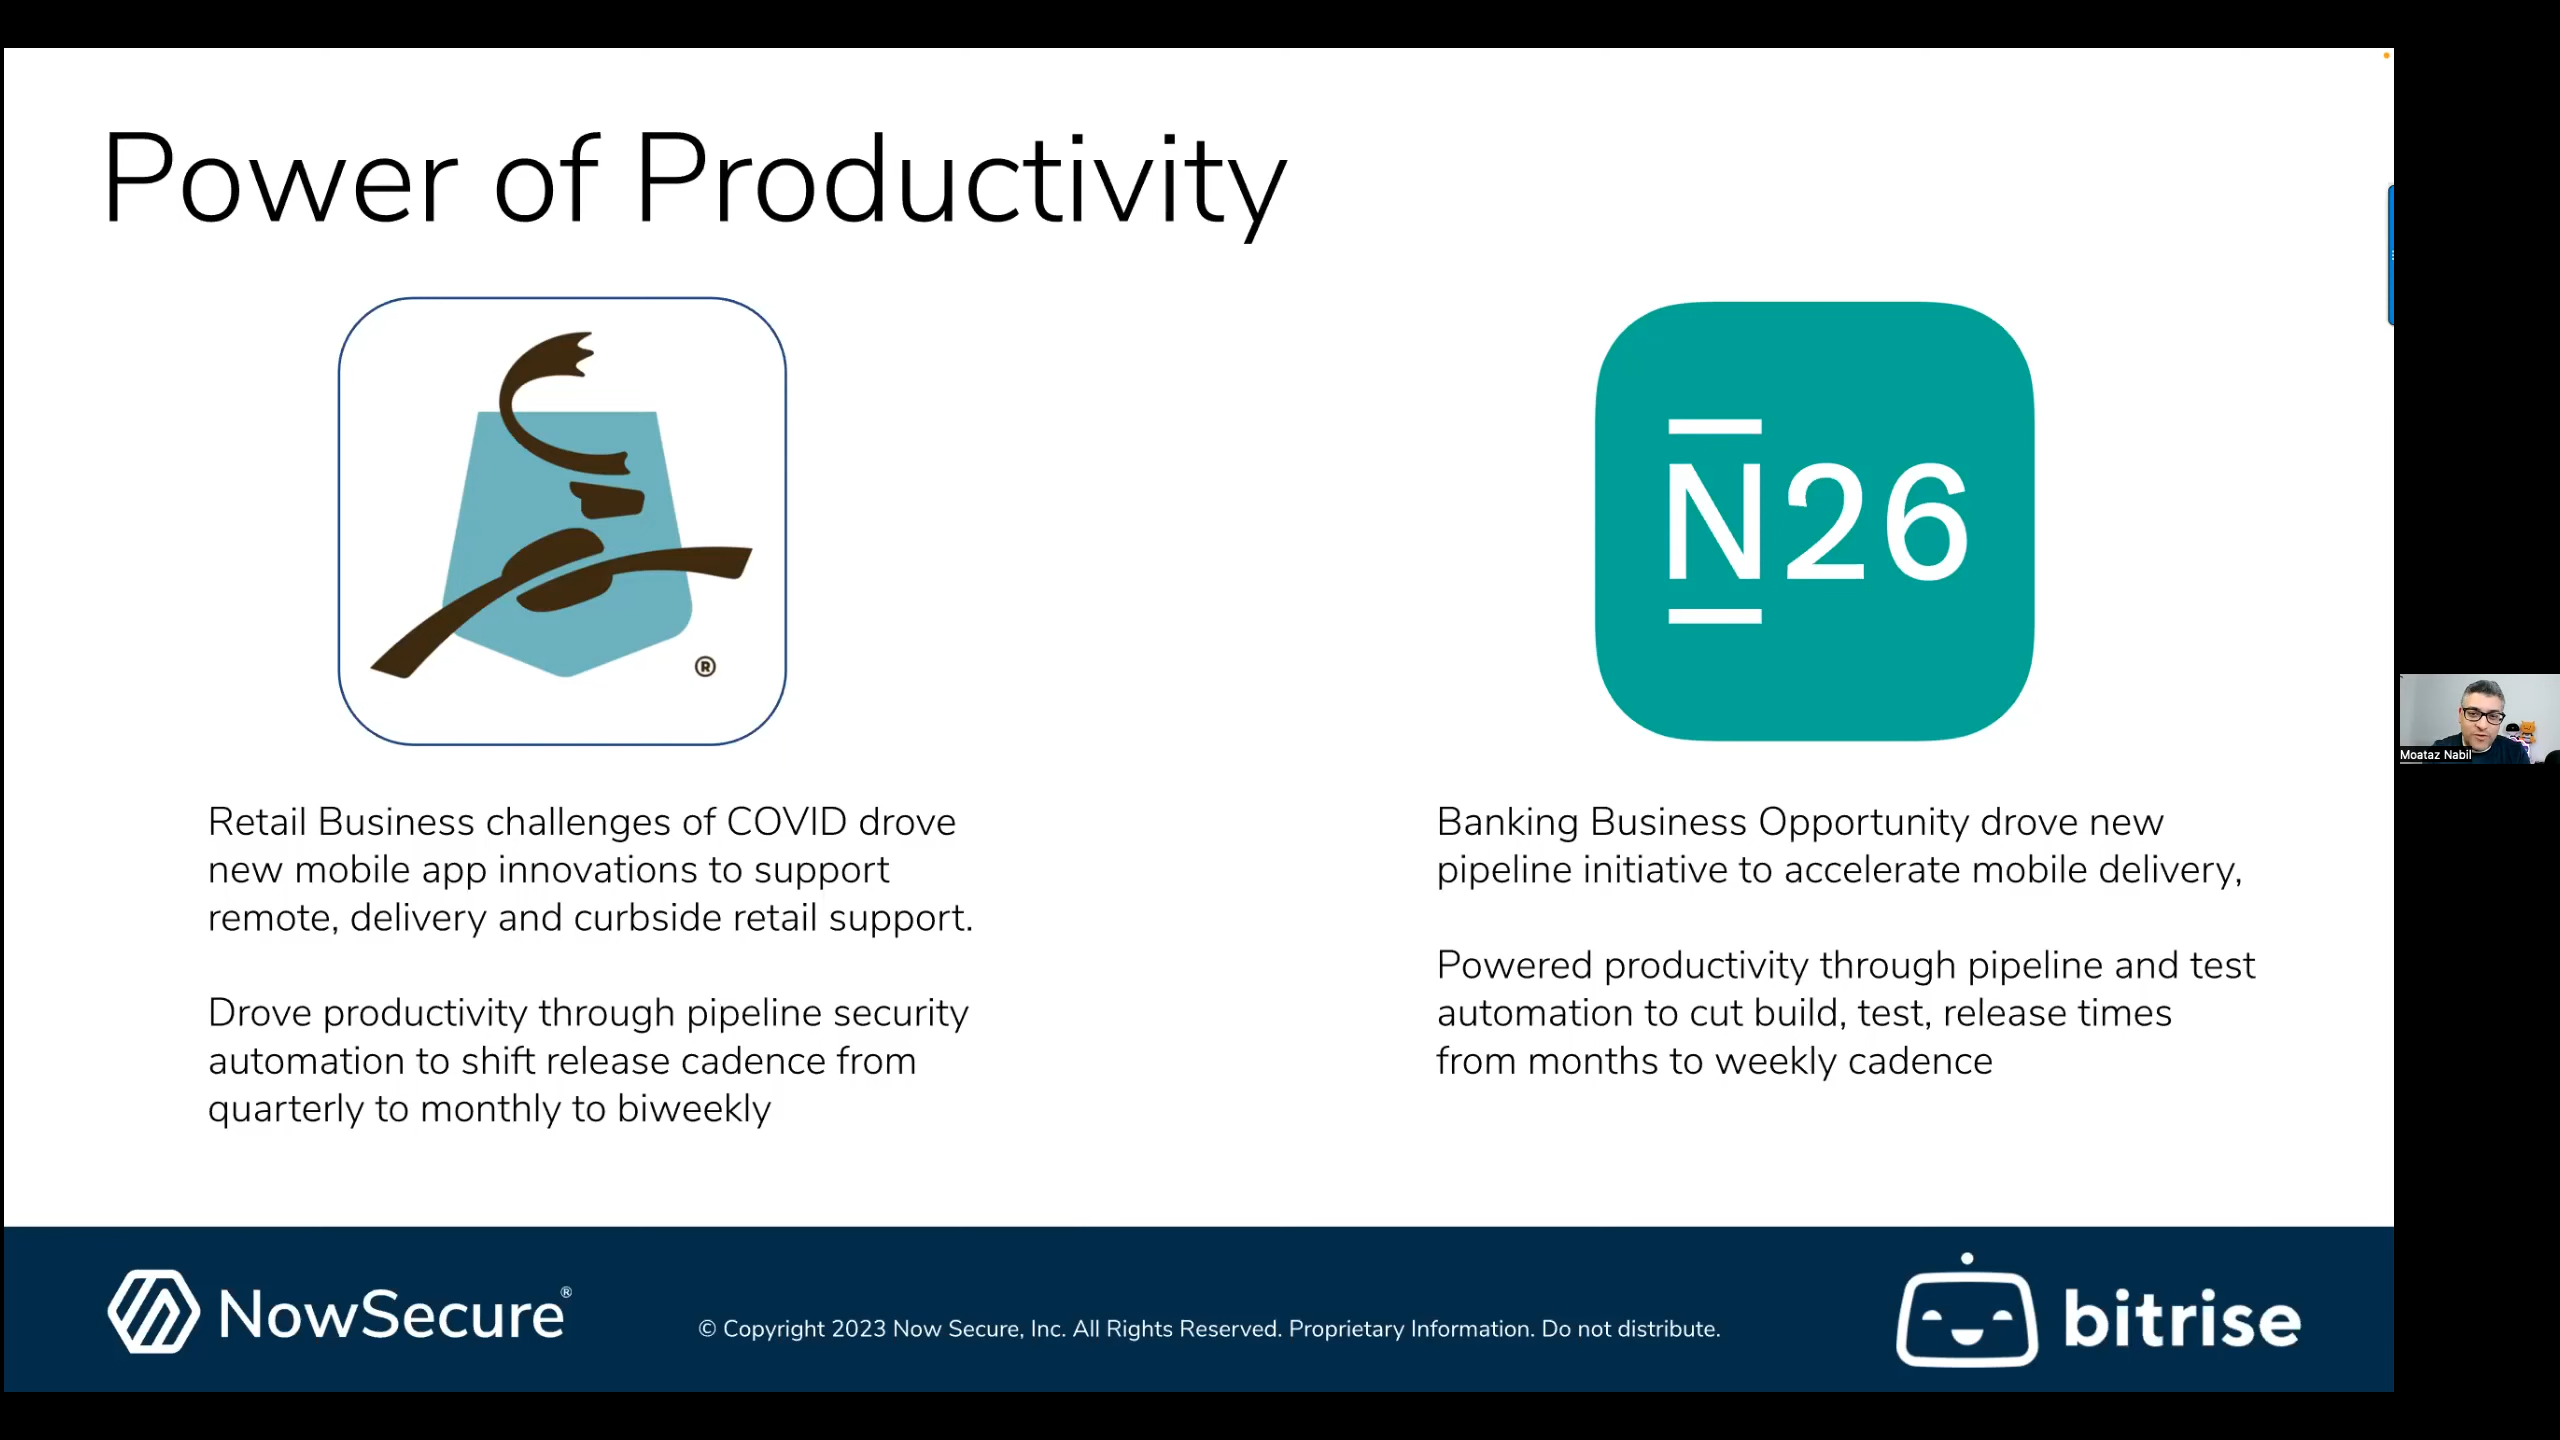 Power of Productivity
®
N26
Retail Business challenges of COVID drove
new mobile app innovations to support
remote, delivery and curbside retail support.
Drove productivity through pipeline security
automation to shift release cadence from
quarterly to monthly to biweekly
Banking Business Opportunity drove new
pipeline initiative to accelerate mobile delivery,
Powered productivity through pipeline and test
automation to cut build, test, release times
from months to weekly cadence
Moataz Nabil
NowSecure®
© Copyright 2023 Now Secure, Inc. All Rights Reserved. Proprietary Information. Do not distribute.
bitrise